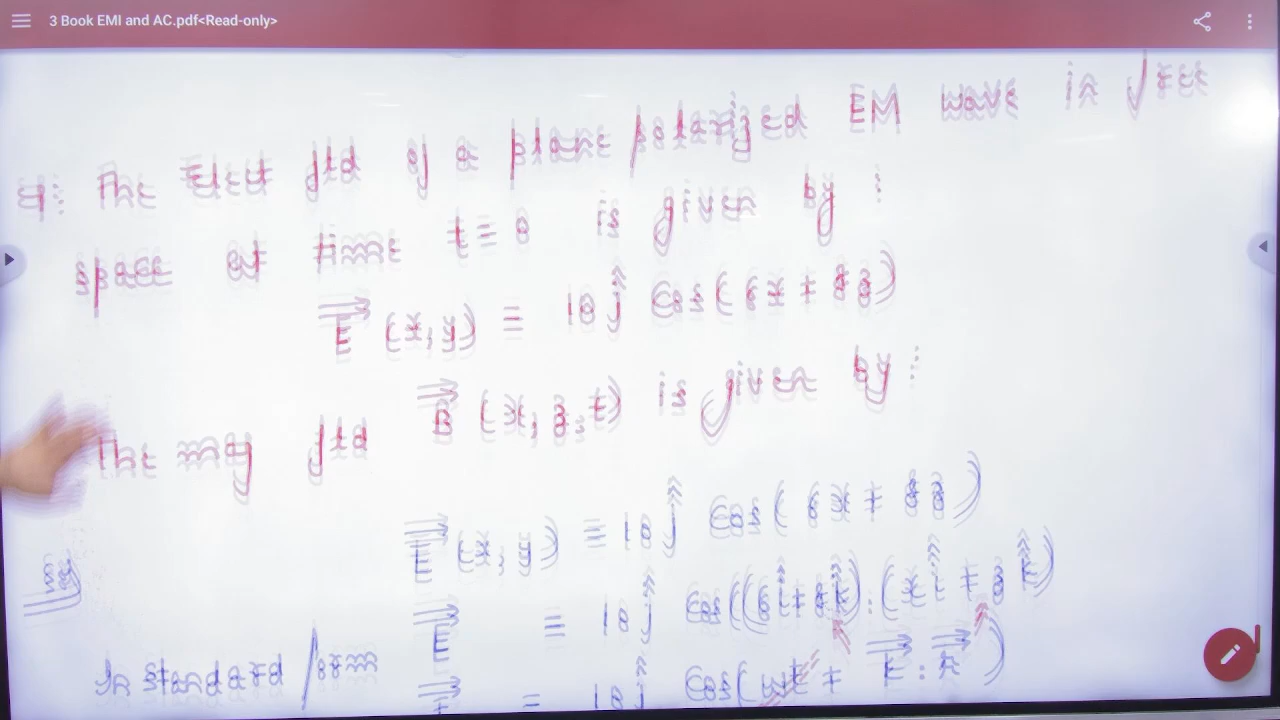 3 Book EMI and AC.pdf<Read-only>
q:- The Elect fld of a plane polarized EM wave in free
space at time t = 0 is given by :
E⃗ (x, y) = 10 ĵ Cos ( 6x + 8z )
The mag fld B⃗ (x, z, t) is given by :
E⃗ (x, y) = 10 ĵ Cos ( 6x + 8z )
E⃗ = 10 ĵ Cos ((6î + 8k̂) . (x î + z k̂))
In standard form E⃗ = 10 ĵ Cos ( ωt + k⃗ . r⃗ )